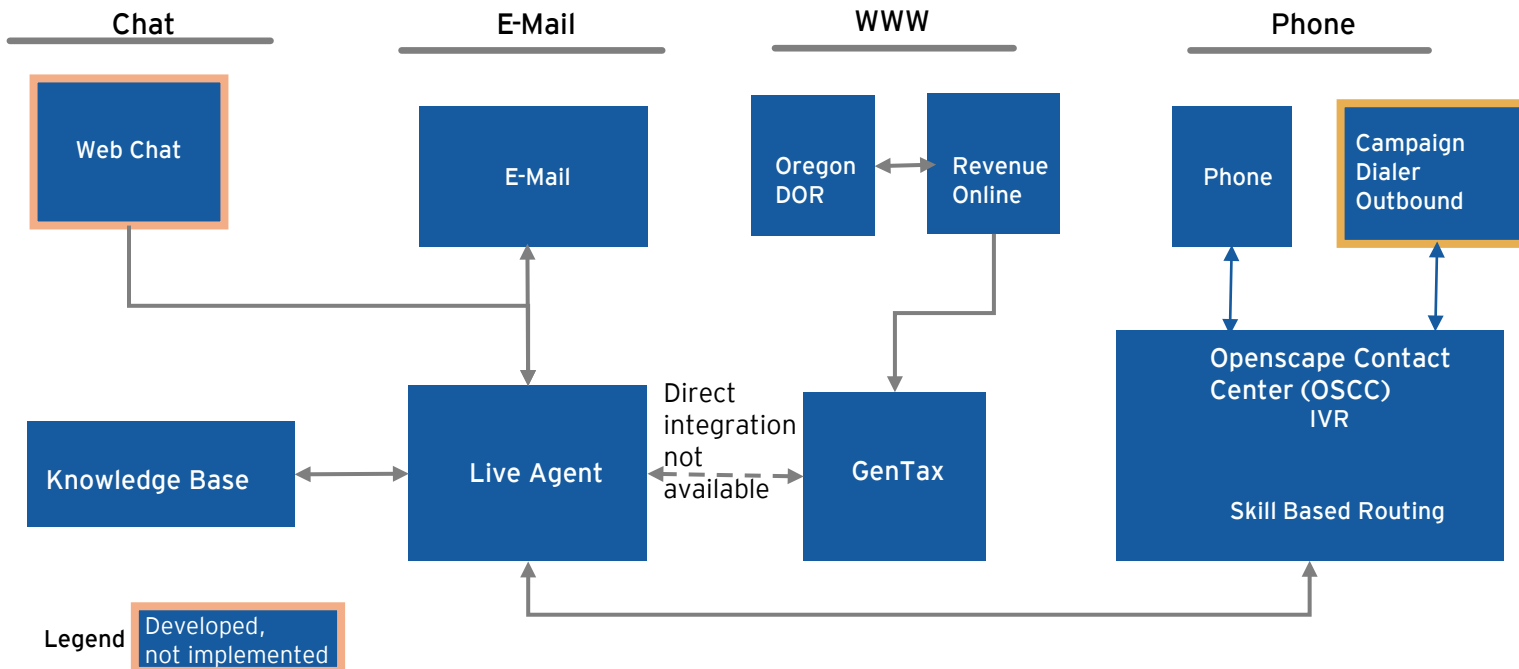 Chat
E-Mail
WWW
Phone
Web Chat
E-Mail
Oregon
DOR
Revenue
Online
Phone
Campaign
Dialer
Outbound
Knowledge Base
Live Agent
Direct
integration
not
available
GenTax
Openscape Contact
Center (OSCC)
IVR
Skill Based Routing
Legend
Developed,
not implemented